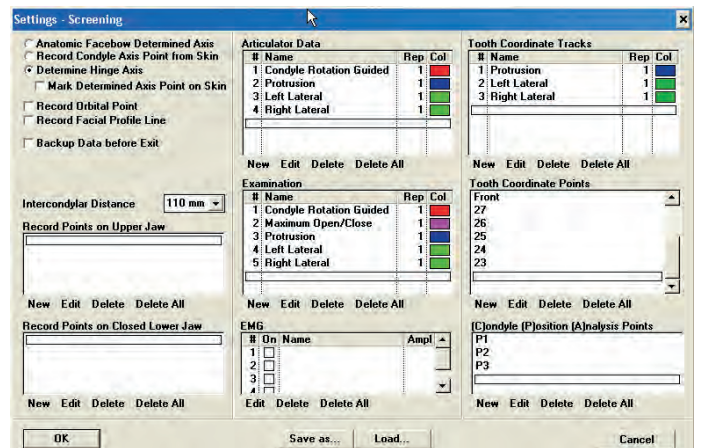 Settings - Screening
Anatomic Facebow Determined Axis
Record Condyle Axis Point from Skin
Determine Hinge Axis
Mark Determined Axis Point on Skin
Record Orbital Point
Record Facial Profile Line
Backup Data before Exit
Intercondylar Distance 110 mm
Record Points on Upper Jaw
New Edit Delete Delete All
Record Points on Closed Lower Jaw
New Edit Delete Delete All
Articulator Data
# Name Rep Col
1 Condyle Rotation Guided 1
2 Protrusion 1
3 Left Lateral 1
4 Right Lateral 1
New Edit Delete Delete All
Examination
# Name Rep Col
1 Condyle Rotation Guided 1
2 Maximum Open/Close 1
3 Protrusion 1
4 Left Lateral 1
5 Right Lateral 1
New Edit Delete Delete All
EMG
# On Name Ampl
1
2
3
4
Edit Delete Delete All
Tooth Coordinate Tracks
# Name Rep Col
1 Protrusion 1
2 Left Lateral 1
3 Right Lateral 1
New Edit Delete Delete All
Tooth Coordinate Points
Front
27
26
25
24
23
New Edit Delete Delete All
(C)ondyle (P)osition (A)nalysis Points
P1
P2
P3
New Edit Delete Delete All
OK Save as... Load... Cancel